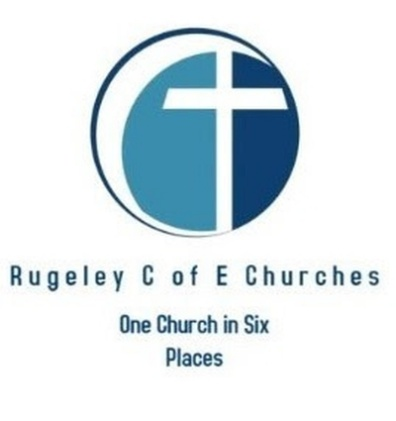 Rugeley C of E Churches
One Church in Six
Places